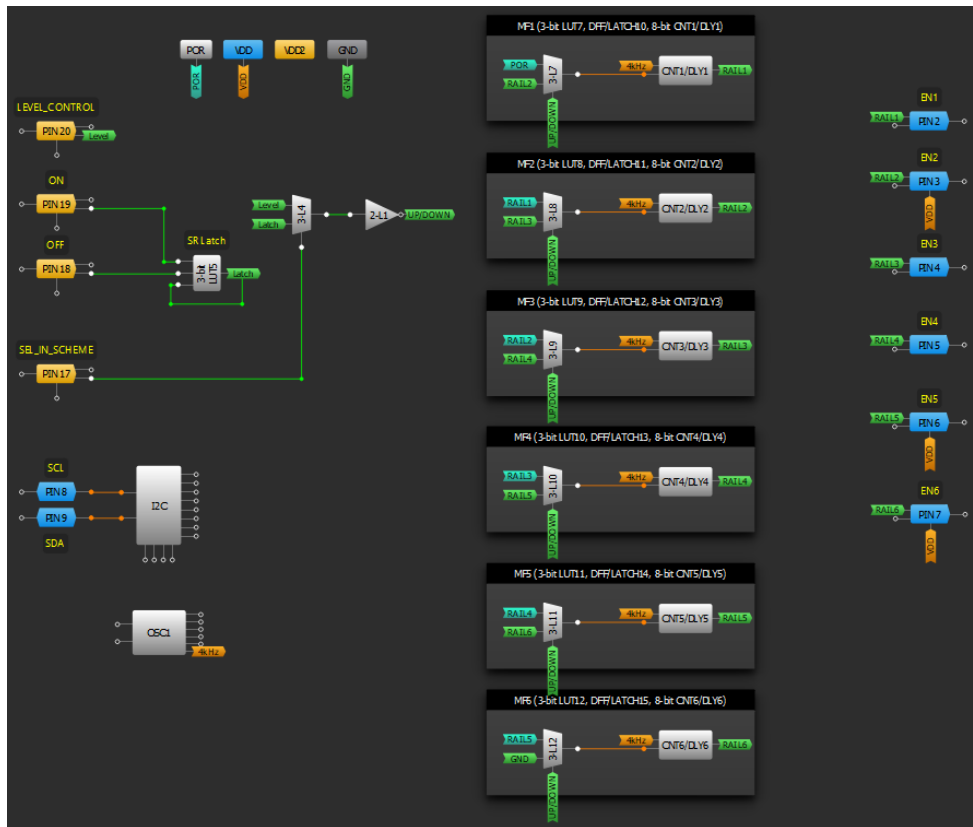 POR
VDD
VDD2
GND
POR
VDD
GND
LEVEL_CONTROL
PIN 20
Level
ON
PIN 19
OFF
PIN 18
SR Latch
3-bit
LUT5
Latch
Level
Latch
3-L4
2-L1
UP/DOWN
SEL_IN_SCHEME
PIN 17
SCL
PIN 8
PIN 9
SDA
I2C
OSC1
4kHz
MF1 (3-bit LUT7, DFF/LATCH10, 8-bit CNT1/DLY1)
POR
RAIL2
3-L7
UP/DOWN
4kHz
CNT1/DLY1
RAIL1
MF2 (3-bit LUT8, DFF/LATCH11, 8-bit CNT2/DLY2)
RAIL1
RAIL3
3-L8
UP/DOWN
4kHz
CNT2/DLY2
RAIL2
MF3 (3-bit LUT9, DFF/LATCH12, 8-bit CNT3/DLY3)
RAIL2
RAIL4
3-L9
UP/DOWN
4kHz
CNT3/DLY3
RAIL3
MF4 (3-bit LUT10, DFF/LATCH13, 8-bit CNT4/DLY4)
RAIL3
RAIL5
3-L10
UP/DOWN
4kHz
CNT4/DLY4
RAIL4
MF5 (3-bit LUT11, DFF/LATCH14, 8-bit CNT5/DLY5)
RAIL4
RAIL6
3-L11
UP/DOWN
4kHz
CNT5/DLY5
RAIL5
MF6 (3-bit LUT12, DFF/LATCH15, 8-bit CNT6/DLY6)
RAIL5
GND
3-L12
UP/DOWN
4kHz
CNT6/DLY6
RAIL6
EN1
RAIL1
PIN 2
EN2
RAIL2
PIN 3
VDD
EN3
RAIL3
PIN 4
EN4
RAIL4
PIN 5
EN5
RAIL5
PIN 6
VDD
EN6
RAIL6
PIN 7
VDD